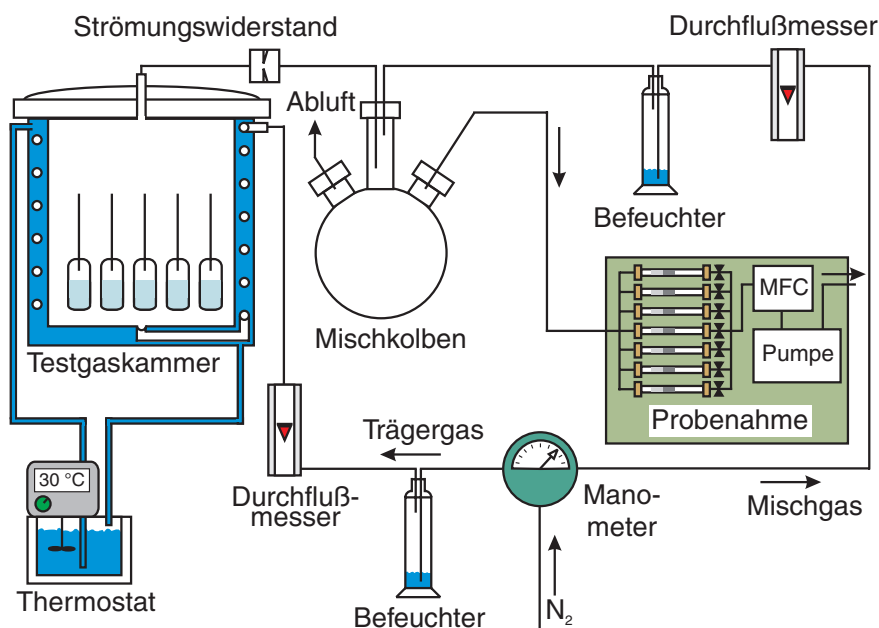 Strömungswiderstand
Durchflußmesser
Abluft
Befeuchter
Mischkolben
Testgaskammer
MFC
Pumpe
Probenahme
Trägergas
30 °C
Durchfluß-
messer
Mano-
meter
Mischgas
Thermostat
Befeuchter
N₂